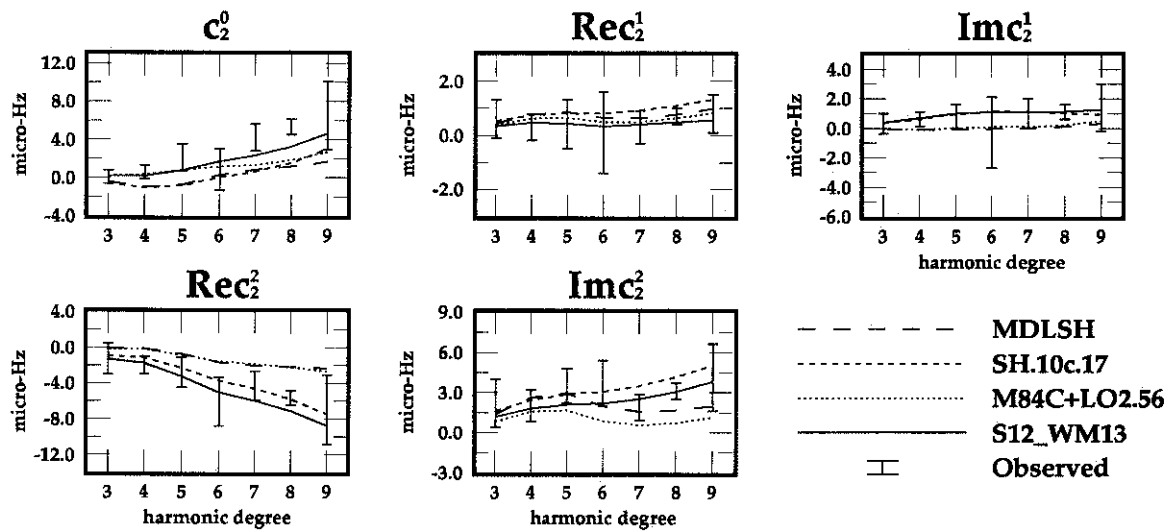 c₂⁰
Rec₂¹
Imc₂¹
micro-Hz
12.0
8.0
4.0
0.0
-4.0
3 4 5 6 7 8 9
micro-Hz
2.0
0.0
-2.0
3 4 5 6 7 8 9
harmonic degree
micro-Hz
4.0
2.0
0.0
-2.0
-4.0
-6.0
3 4 5 6 7 8 9
harmonic degree
Rec₂²
Imc₂²
micro-Hz
4.0
0.0
-4.0
-8.0
-12.0
3 4 5 6 7 8 9
harmonic degree
micro-Hz
9.0
6.0
3.0
0.0
-3.0
3 4 5 6 7 8 9
harmonic degree
MDLSH
SH.10c.17
M84C+LO2.56
S12_WM13
Observed